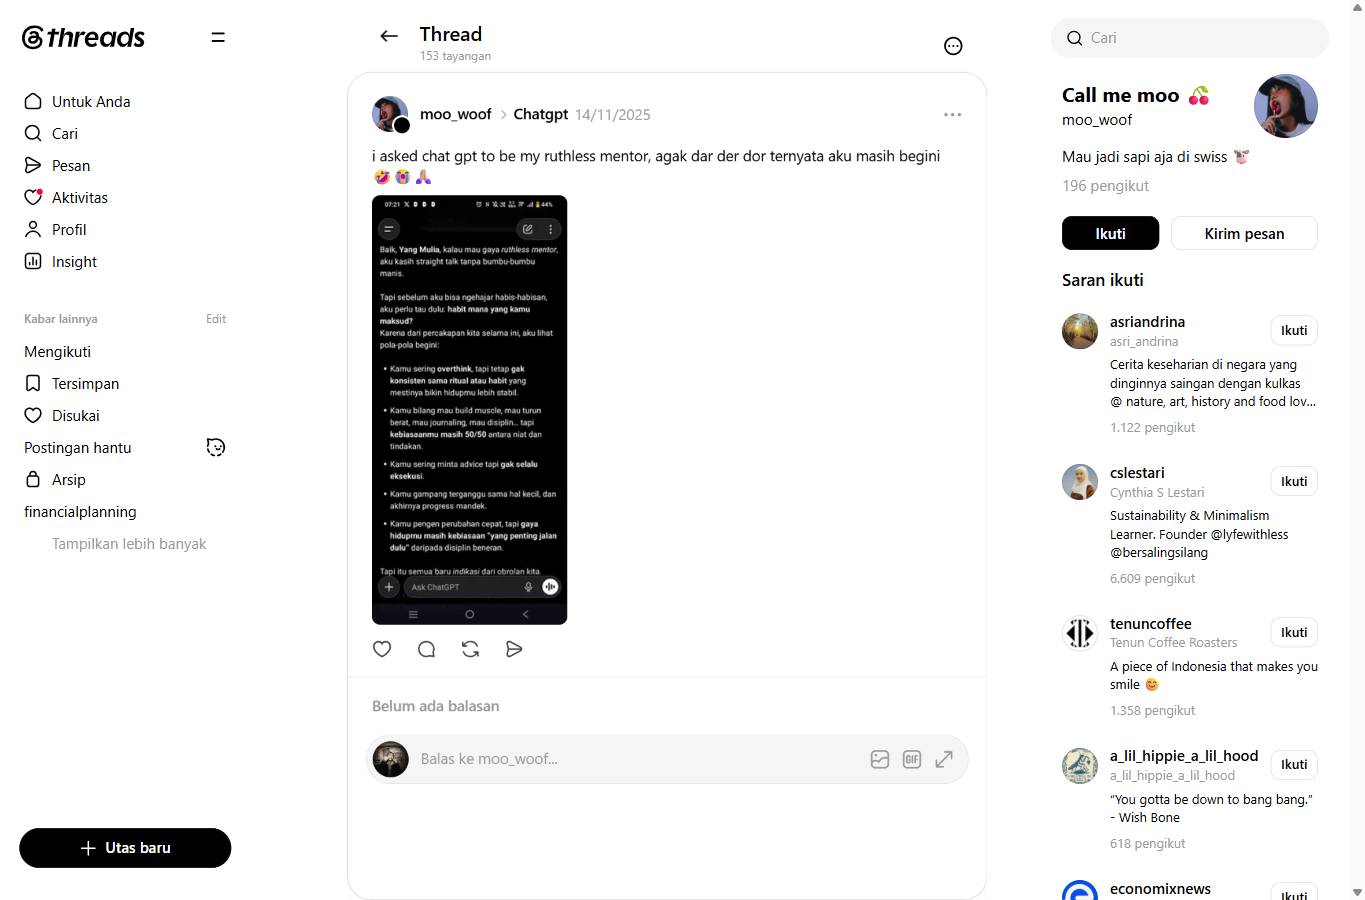 threads
Untuk Anda
Cari
Pesan
Aktivitas
Profil
Insight
Kabar lainnya
Edit
Mengikuti
Tersimpan
Disukai
Postingan hantu
Arsip
financialplanning
Tampilkan lebih banyak
Utas baru
Thread
153 tayangan
moo_woof > Chatgpt 14/11/2025
i asked chat gpt to be my ruthless mentor, agak dar der dor ternyata aku masih begini
🤣😭🙏🏼
07:21
44%
Baik, Yang Mulia, kalau mau gaya ruthless mentor,
aku kasih straight talk tanpa bumbu-bumbu
manis.
Tapi sebelum aku bisa ngehajar habis-habisan,
aku perlu tau dulu: habit mana yang kamu
maksud?
Karena dari percakapan kita selama ini, aku lihat
pola-pola begini:
• Kamu sering overthink, tapi tetap gak
konsisten sama ritual atau habit yang
mestinya bikin hidupmu lebih stabil.
• Kamu bilang mau build muscle, mau turun
berat, mau journaling, mau disiplin... tapi
kebiasaanmu masih 50/50 antara niat dan
tindakan.
• Kamu sering minta advice tapi gak selalu
eksekusi.
• Kamu gampang terganggu sama hal kecil, dan
akhirnya progress mandek.
• Kamu pengen perubahan cepat, tapi gaya
hidupmu masih kebiasaan "yang penting jalan
dulu" daripada disiplin beneran.
Tapi itu semua baru indikasi dari obrolan kita.
Ask ChatGPT
Belum ada balasan
Balas ke moo_woof...
GIF
Cari
Call me moo 🍒
moo_woof
Mau jadi sapi aja di swiss 🐮
196 pengikut
Ikuti
Kirim pesan
Saran ikuti
asriandrina
asri_andrina
Ikuti
Cerita keseharian di negara yang
dinginnya saingan dengan kulkas
@ nature, art, history and food lov...
1.122 pengikut
cslestari
Cynthia S Lestari
Ikuti
Sustainability & Minimalism
Learner. Founder @lyfewithless
@bersalingsilang
6.609 pengikut
tenuncoffee
Tenun Coffee Roasters
Ikuti
A piece of Indonesia that makes you
smile 😊
1.358 pengikut
a_lil_hippie_a_lil_hood
a_lil_hippie_a_lil_hood
Ikuti
“You gotta be down to bang bang.”
- Wish Bone
618 pengikut
economixnews
Ikuti